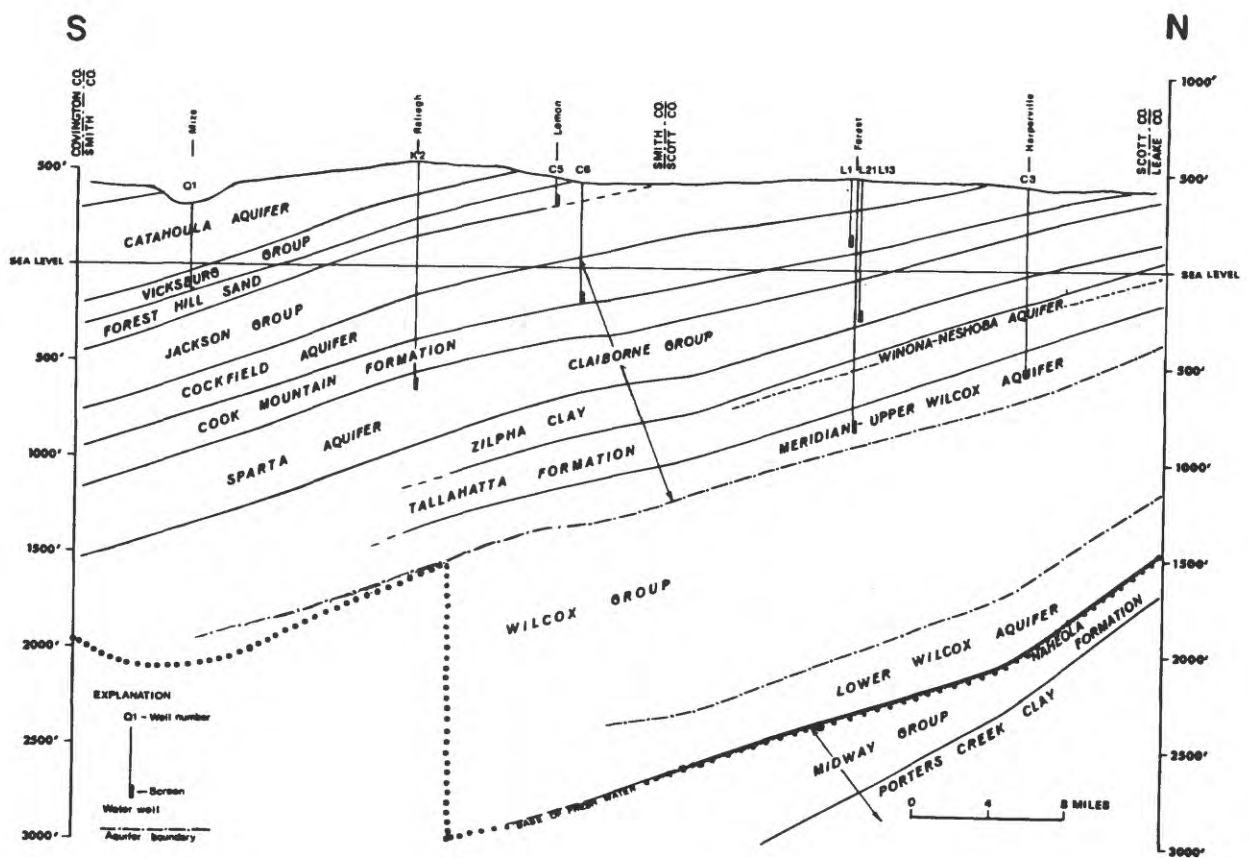 S
N
COVINGTON CO.
SMITH CO.
Mize
Raliegh
Lemon
SMITH CO.
SCOTT CO.
Forest
Harperville
SCOTT CO.
LEAKE CO.
1000'
500'
Q1
K2
C5
C6
L1
L21
L13
C3
500'
CATAHOULA AQUIFER
SEA LEVEL
SEA LEVEL
VICKSBURG GROUP
FOREST HILL SAND
JACKSON GROUP
COCKFIELD AQUIFER
COOK MOUNTAIN FORMATION
CLAIBORNE GROUP
WINONA-NESHOBA AQUIFER
500'
500'
SPARTA AQUIFER
ZILPHA CLAY
TALLAHATTA FORMATION
MERIDIAN-UPPER WILCOX AQUIFER
1000'
1000'
1500'
1500'
WILCOX GROUP
LOWER WILCOX AQUIFER
NAHEOLA FORMATION
2000'
2000'
MIDWAY GROUP
PORTERS CREEK CLAY
BASE OF FRESH WATER
2500'
2500'
3000'
3000'
EXPLANATION
Q1 - Well number
Screen
Water well
Aquifer boundary
0 4 8 MILES